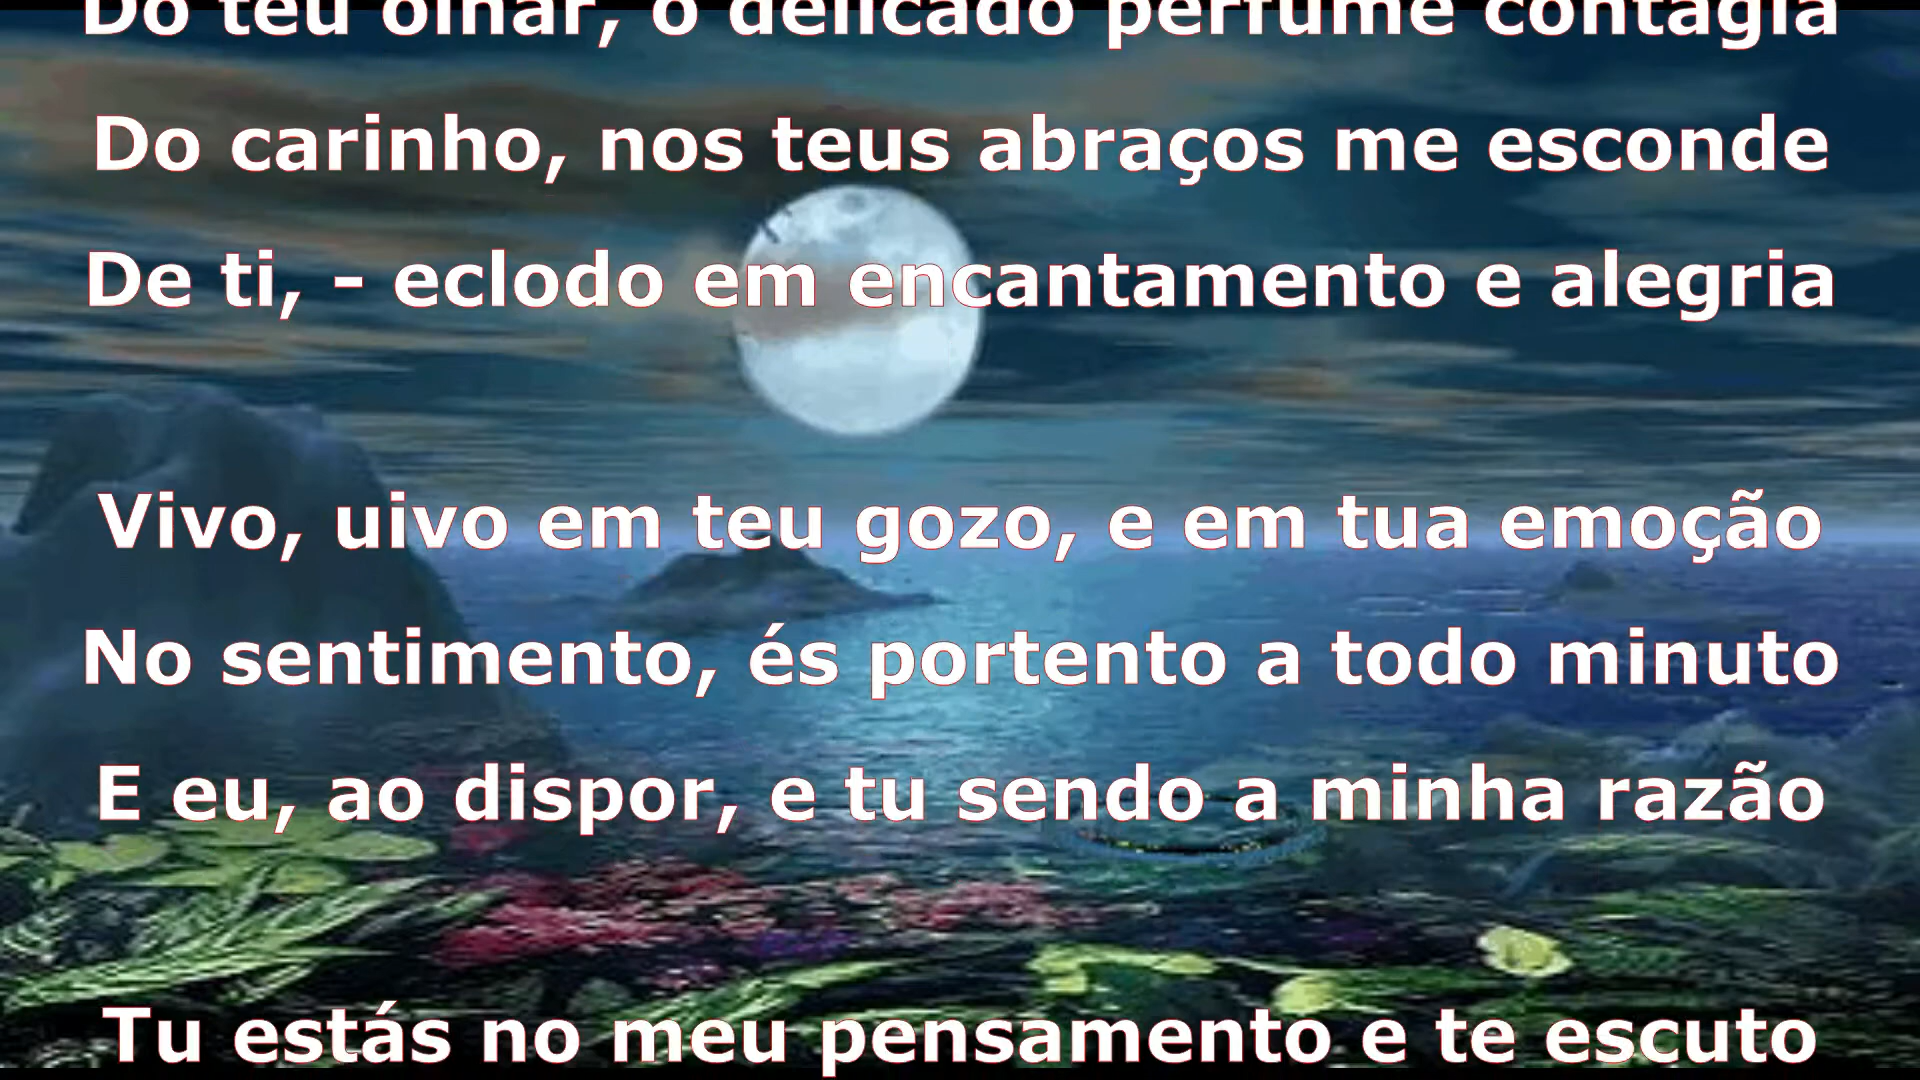 Do teu olhar, o delicado perfume contagia
Do carinho, nos teus abraços me esconde
De ti, - eclodo em encantamento e alegria
Vivo, uivo em teu gozo, e em tua emoção
No sentimento, és portento a todo minuto
E eu, ao dispor, e tu sendo a minha razão
Tu estás no meu pensamento e te escuto